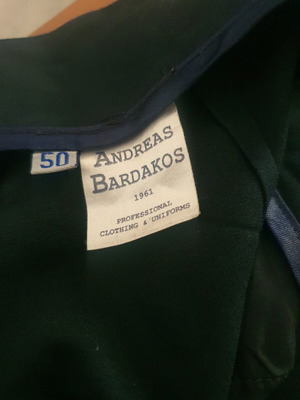 50
ANDREAS
BARDAKOS
1961
PROFESSIONAL
CLOTHING & UNIFORMS